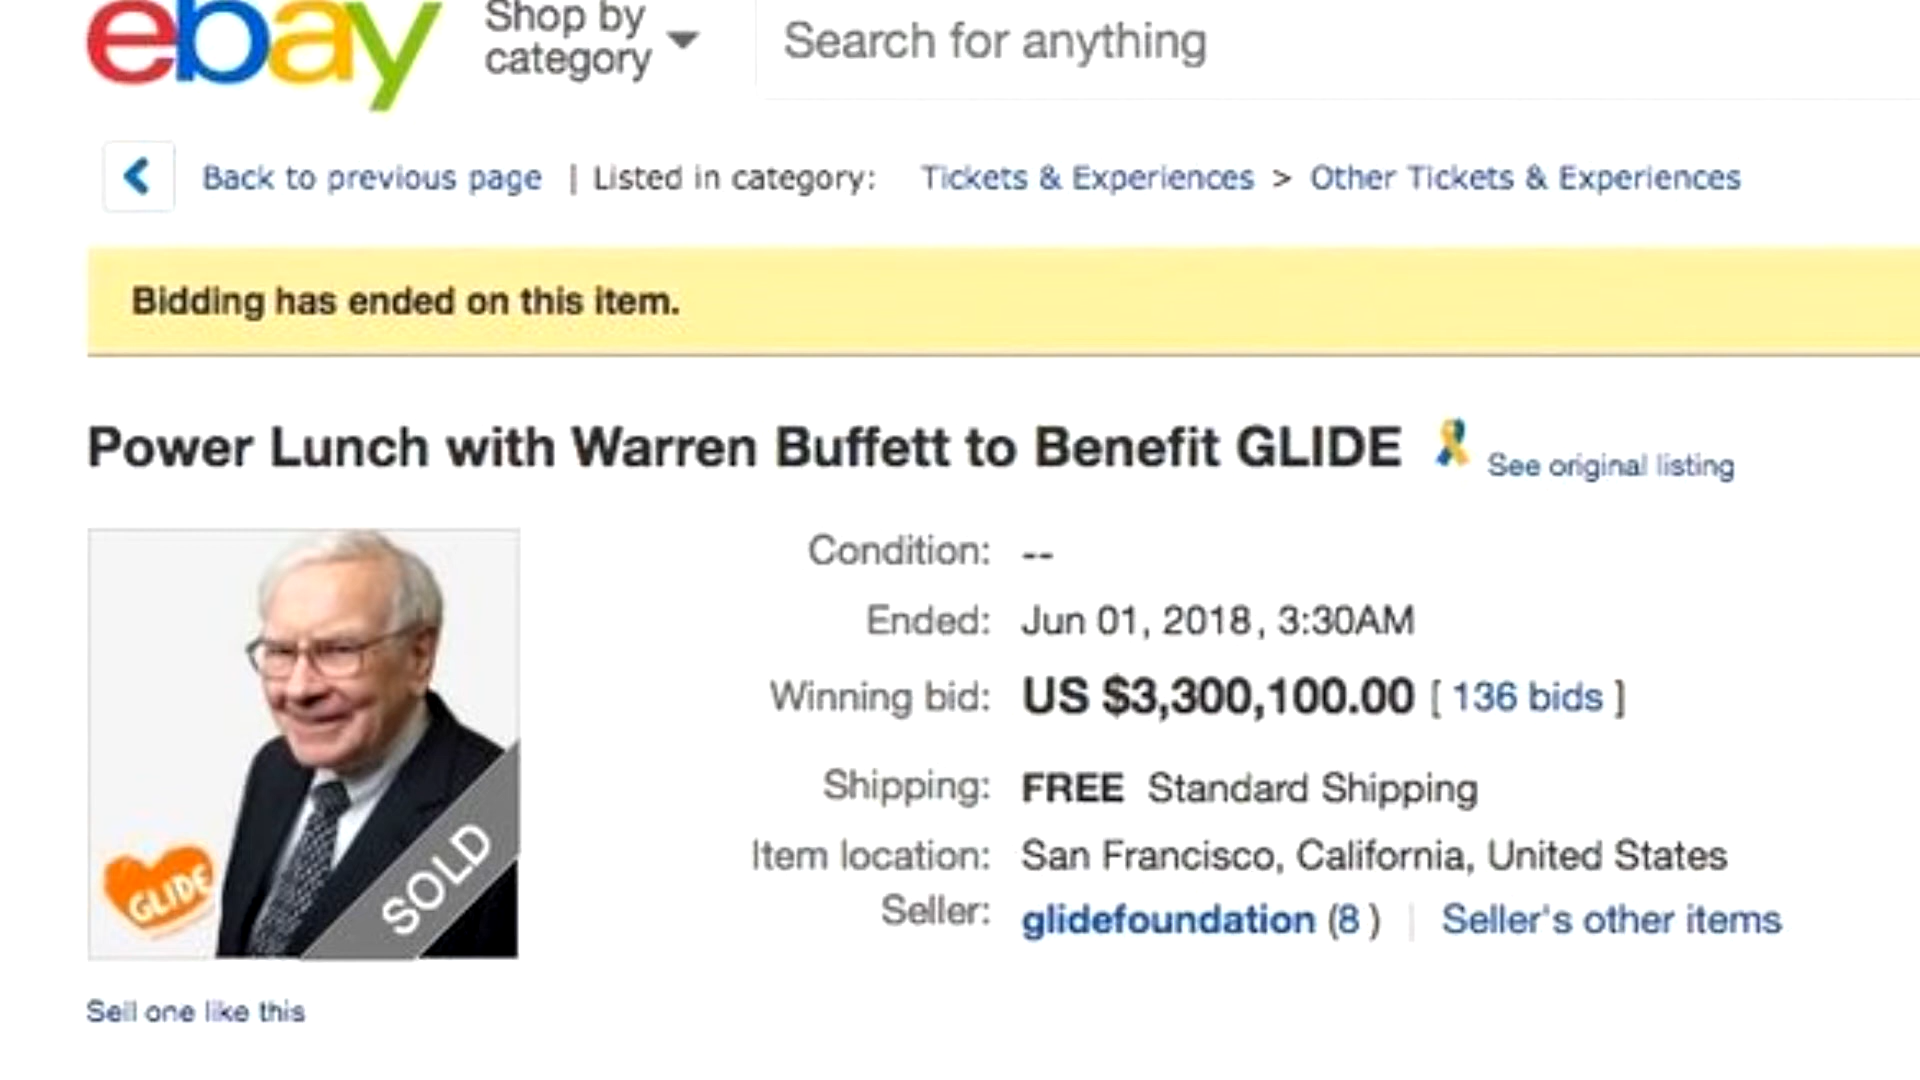 ebay
Shop by
category
Search for anything
Back to previous page | Listed in category: Tickets & Experiences > Other Tickets & Experiences
Bidding has ended on this item.
Power Lunch with Warren Buffett to Benefit GLIDE See original listing
Condition: --
Ended: Jun 01, 2018, 3:30AM
Winning bid: US $3,300,100.00 [ 136 bids ]
Shipping: FREE Standard Shipping
Item location: San Francisco, California, United States
Seller: glidefoundation (8 ) | Seller's other items
GLIDE
SOLD
Sell one like this